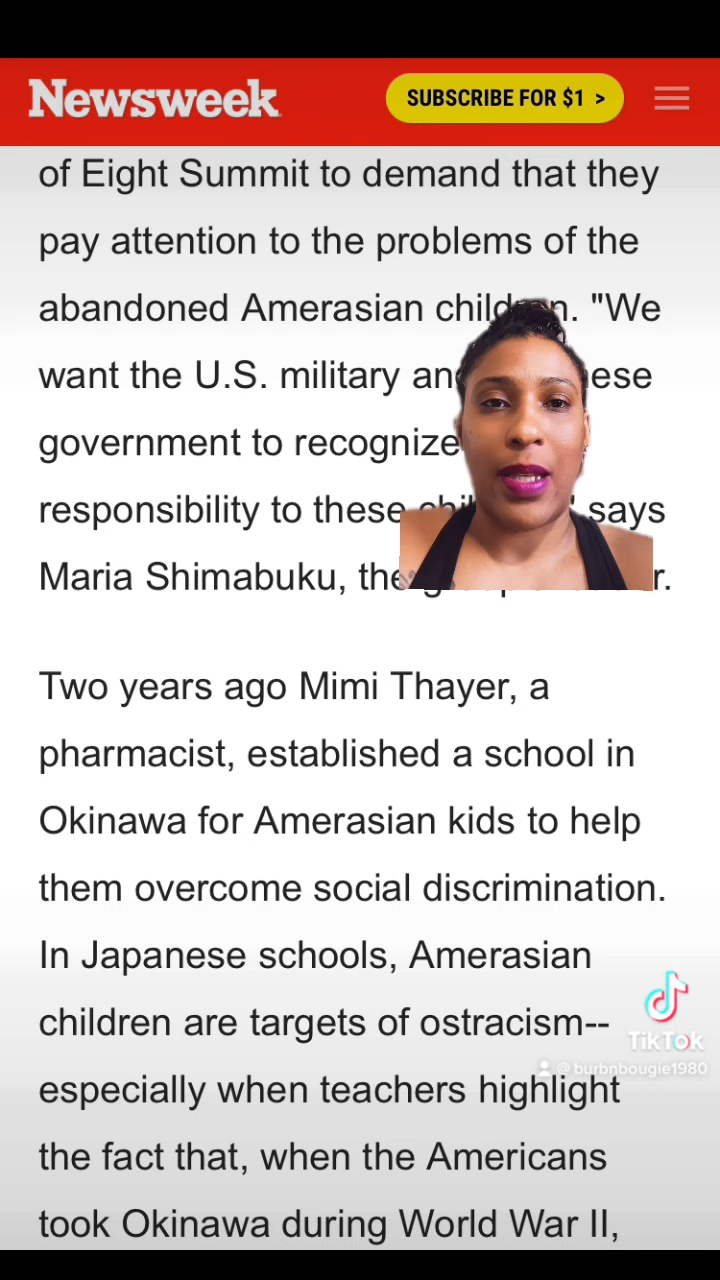 Newsweek
SUBSCRIBE FOR $1 >
of Eight Summit to demand that they
pay attention to the problems of the
abandoned Amerasian children. "We
want the U.S. military
government to recognize
responsibility to these says
Maria Shimabuku,
Two years ago Mimi Thayer, a
pharmacist, established a school in
Okinawa for Amerasian kids to help
them overcome social discrimination.
In Japanese schools, Amerasian
children are targets of ostracism--
especially when teachers highlight
the fact that, when the Americans
took Okinawa during World War II,
TikTok
@burbnbougie1980